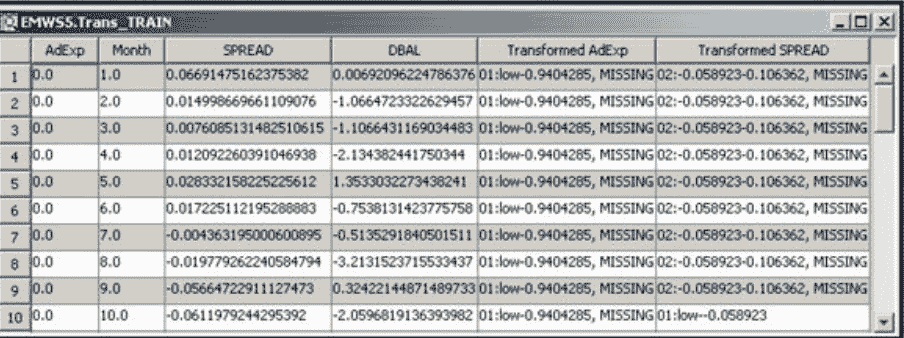 EMWS5.Trans_TRAIN
AdExp Month SPREAD DBAL Transformed AdExp Transformed SPREAD
1 0.0 1.0 0.06691475162375382 0.00692096224786376 01:low-0.9404285, MISSING 02:-0.058923-0.106362, MISSING
2 0.0 2.0 0.014998669661109076 -1.0664723322629457 01:low-0.9404285, MISSING 02:-0.058923-0.106362, MISSING
3 0.0 3.0 0.0076085131482510615 -1.1066431169034483 01:low-0.9404285, MISSING 02:-0.058923-0.106362, MISSING
4 0.0 4.0 0.012092260391046938 -2.134382441750344 01:low-0.9404285, MISSING 02:-0.058923-0.106362, MISSING
5 0.0 5.0 0.028332158225225612 1.3533032273438241 01:low-0.9404285, MISSING 02:-0.058923-0.106362, MISSING
6 0.0 6.0 0.017225112195288883 -0.7538131423775758 01:low-0.9404285, MISSING 02:-0.058923-0.106362, MISSING
7 0.0 7.0 -0.004363195000600895 -0.5135291840501511 01:low-0.9404285, MISSING 02:-0.058923-0.106362, MISSING
8 0.0 8.0 -0.019779262240584794 -3.2131523715533437 01:low-0.9404285, MISSING 02:-0.058923-0.106362, MISSING
9 0.0 9.0 -0.05664722911127473 0.32422144871489733 01:low-0.9404285, MISSING 02:-0.058923-0.106362, MISSING
10 0.0 10.0 -0.0611979244295392 -2.0596819136393982 01:low-0.9404285, MISSING 01:low--0.058923